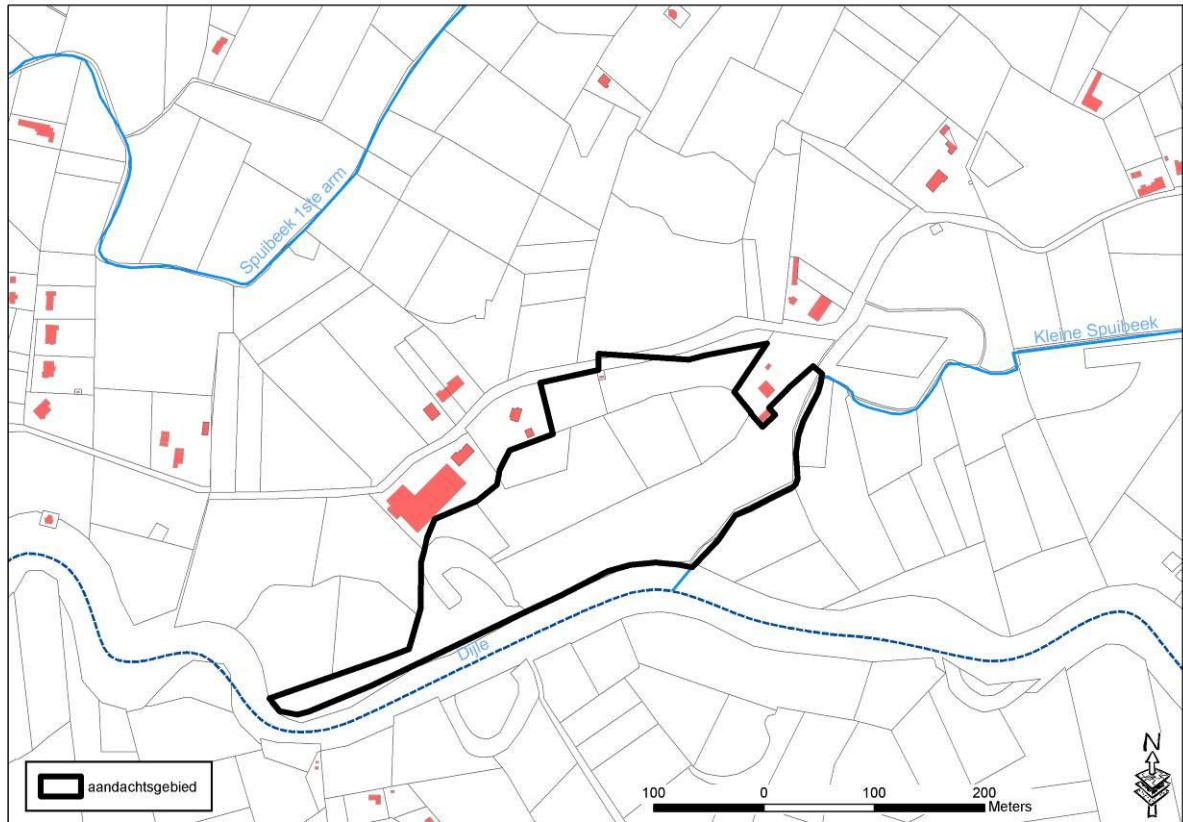 Spuibeek 1ste arm
Kleine Spuibeek
Dijle
N
aandachtsgebied
100 0 100 200
Meters